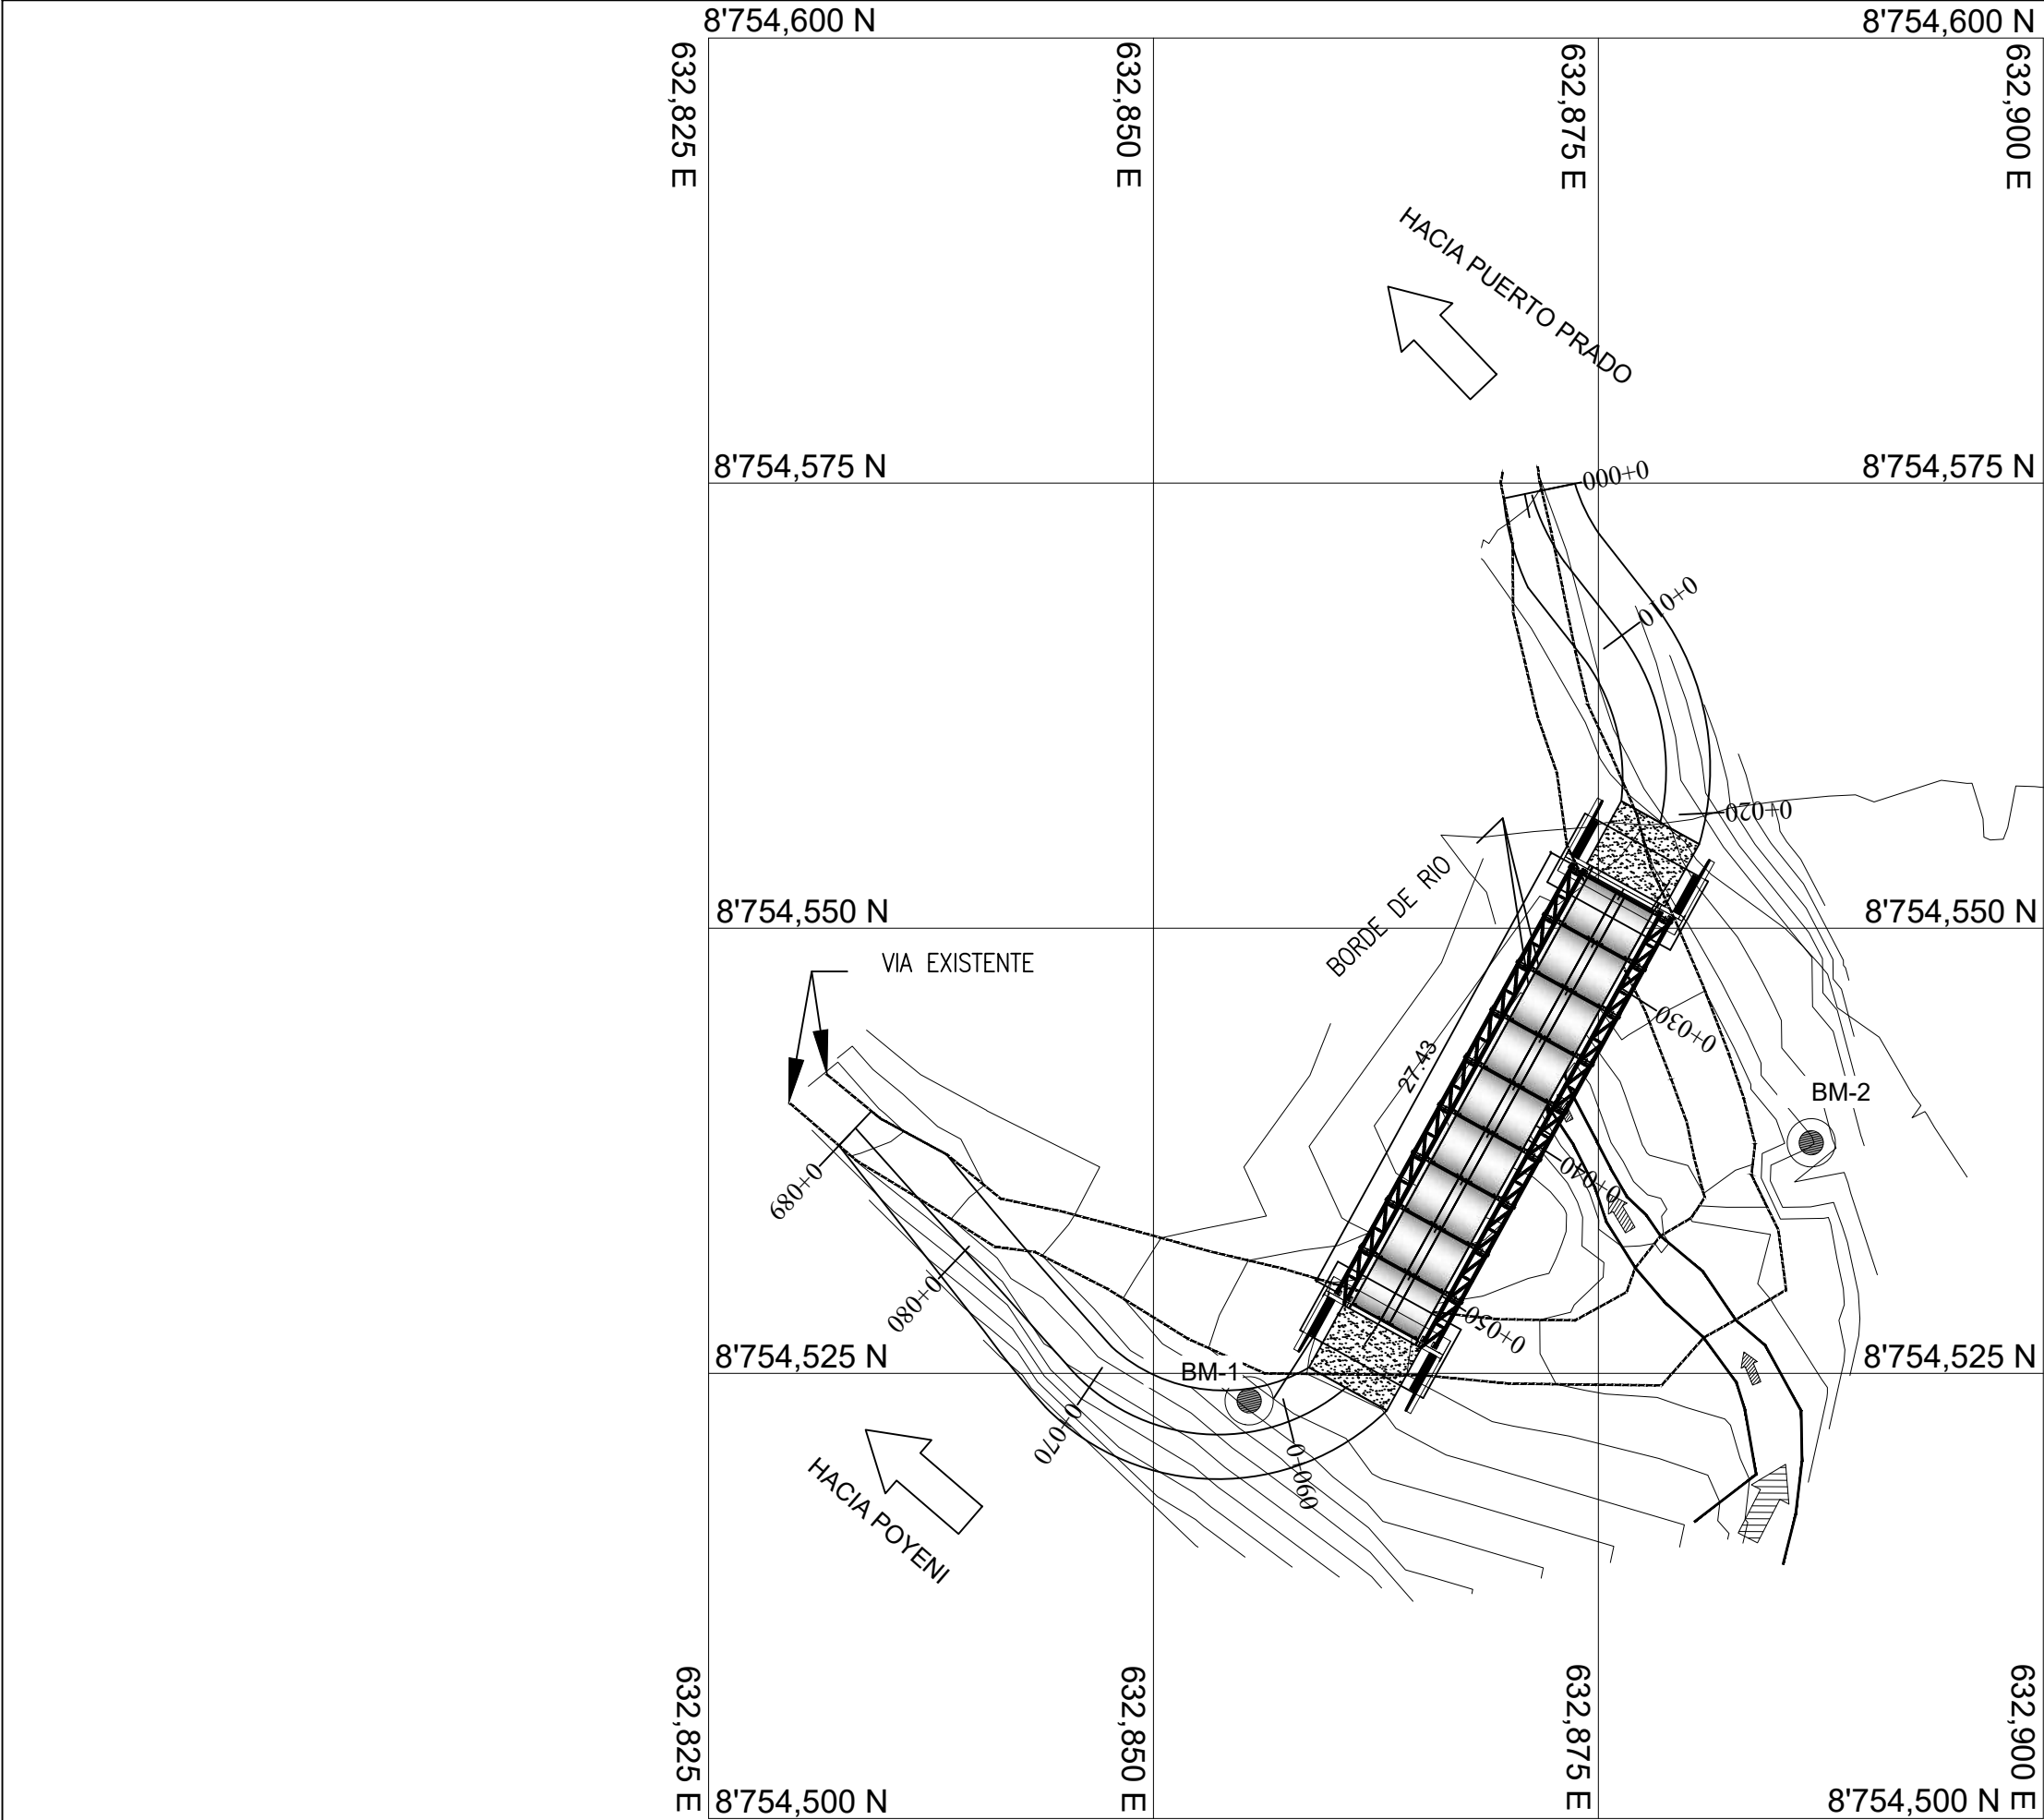 8'754,600 N
8'754,600 N
632,825 E
632,850 E
632,875 E
632,900 E
HACIA PUERTO PRADO
8'754,575 N
0+000
8'754,575 N
0+010
0+020
BORDE DE RIO
8'754,550 N
8'754,550 N
VIA EXISTENTE
0+030
27.43
BM-2
0+040
0+089
0+080
0+050
8'754,525 N
BM-1
8'754,525 N
0+070
0+060
HACIA POYENI
632,825 E
632,850 E
632,875 E
632,900 E
8'754,500 N
8'754,500 N